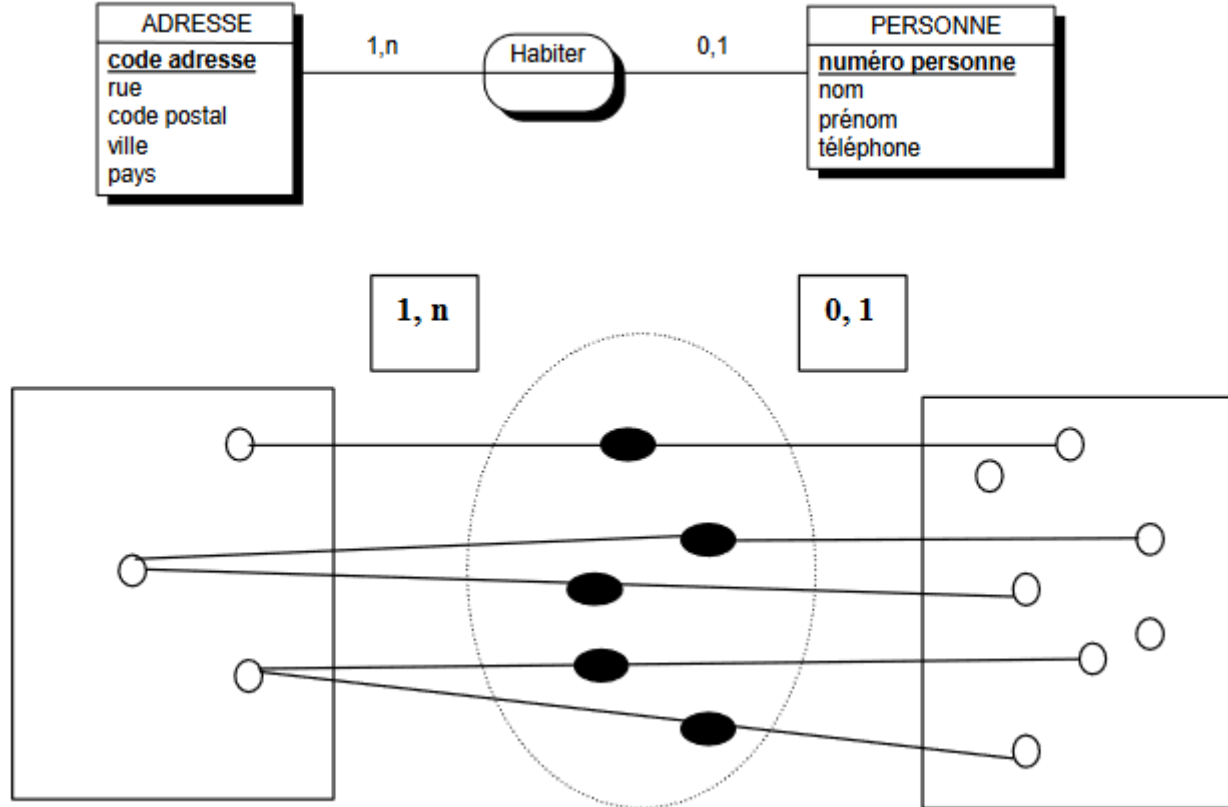 ADRESSE
code adresse
rue
code postal
ville
pays
1,n
Habiter
0,1
PERSONNE
numéro personne
nom
prénom
téléphone
1, n
0, 1